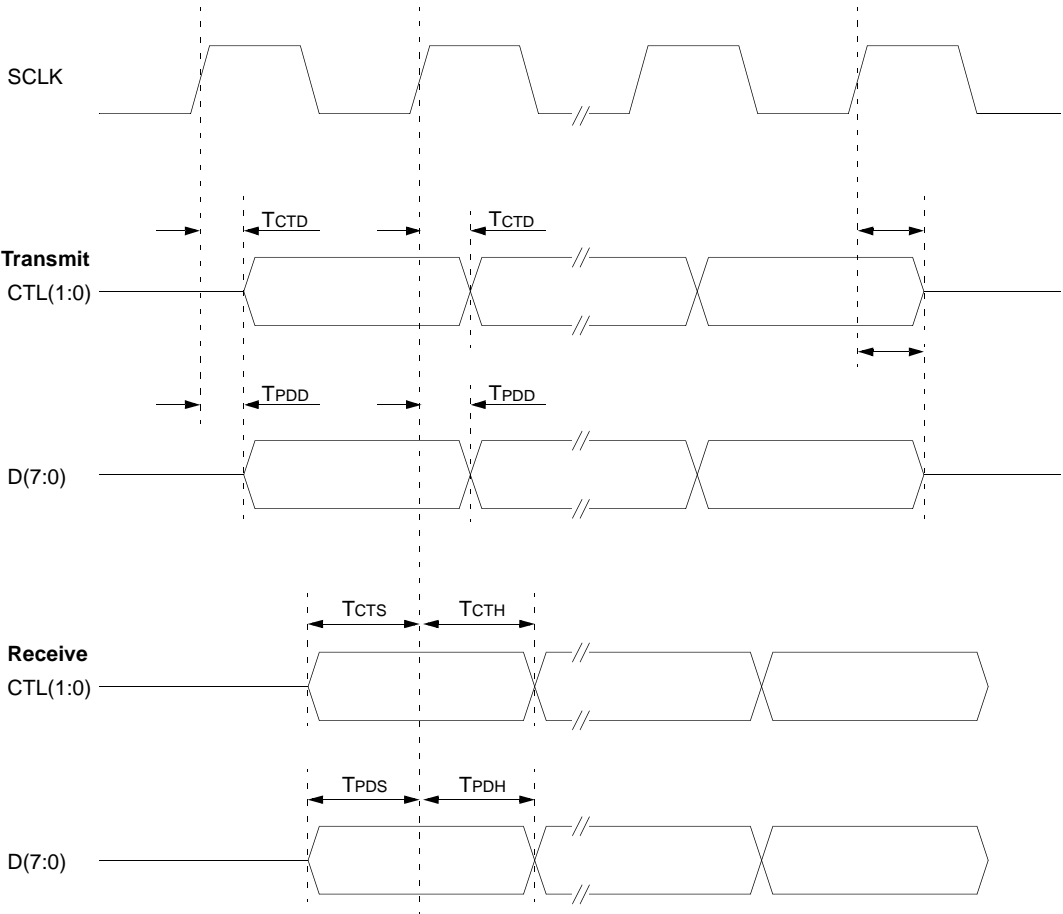 SCLK
TCTD TCTD
Transmit
CTL(1:0)
TPDD TPDD
D(7:0)
TCTS TCTH
Receive
CTL(1:0)
TPDS TPDH
D(7:0)